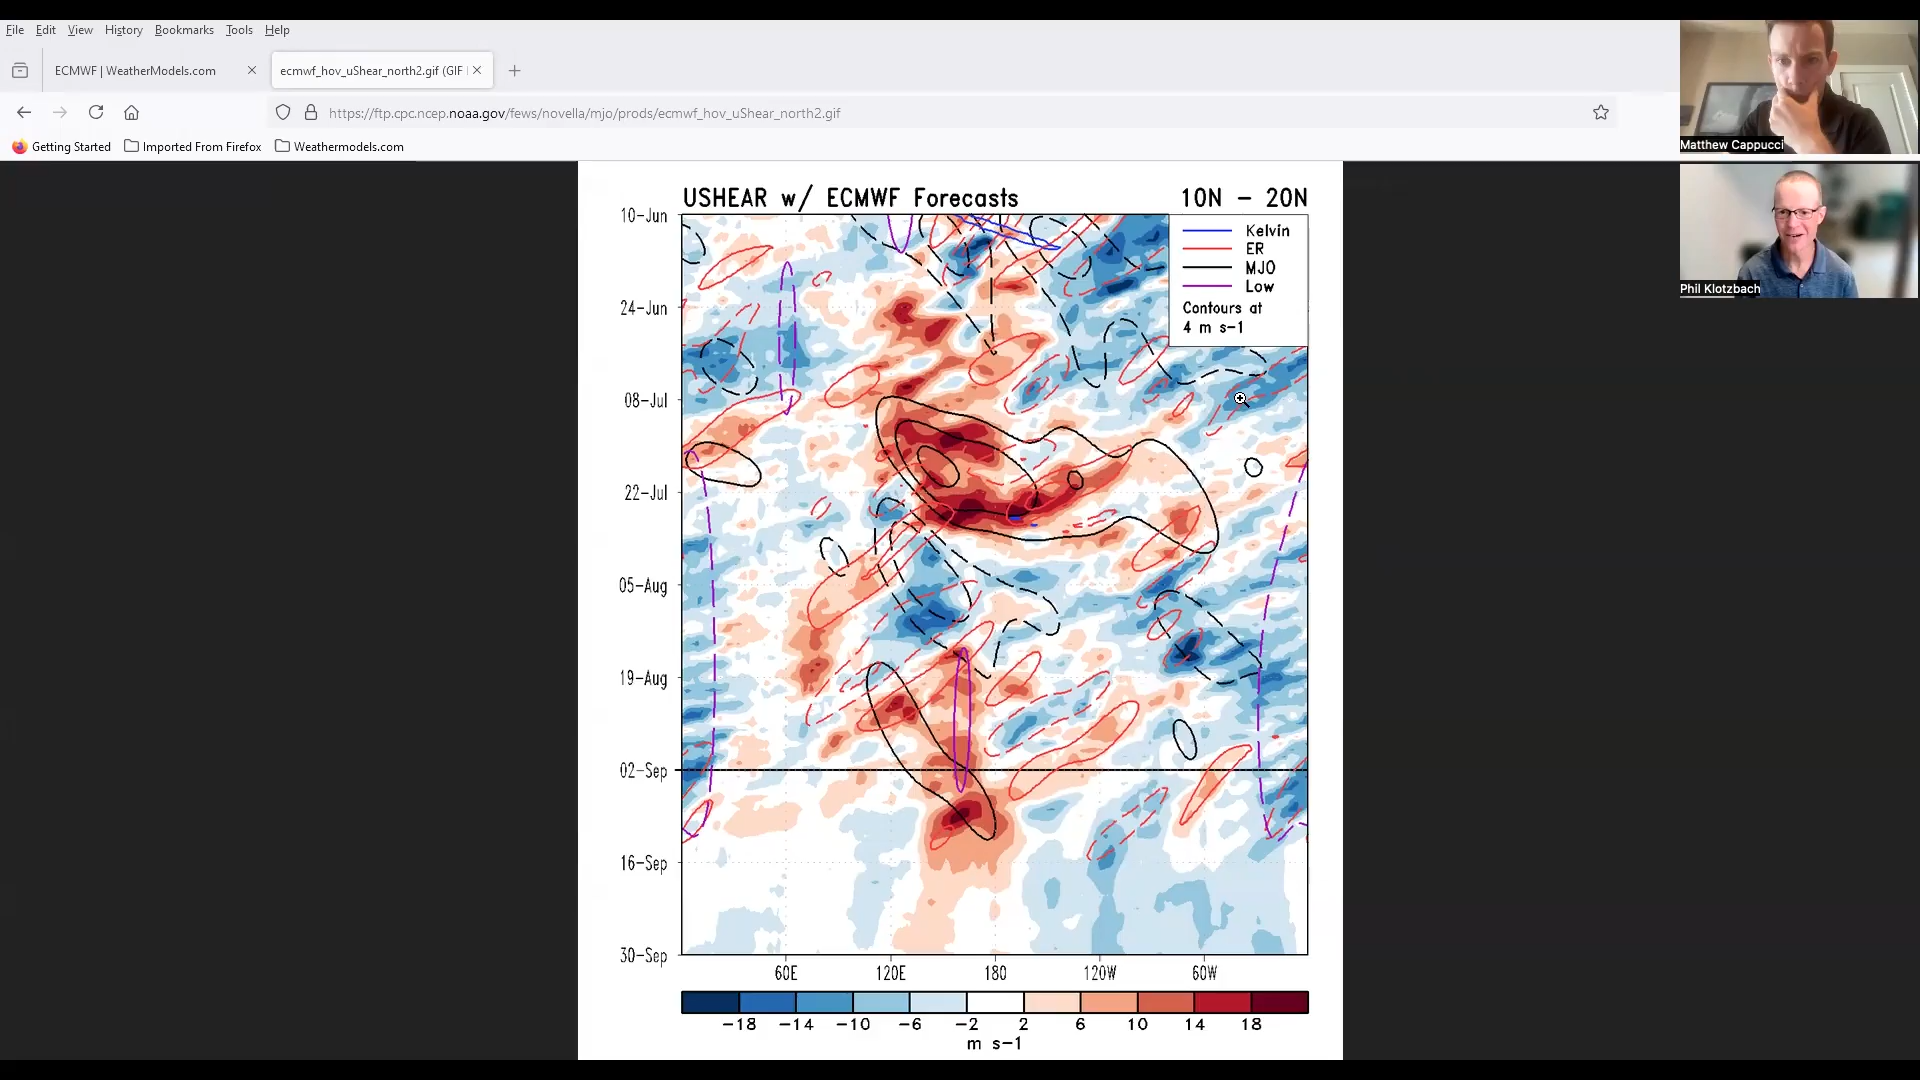 File Edit View History Bookmarks Tools Help
ECMWF | WeatherModels.com
ecmwf_hov_uShear_north2.gif (GIF
https://ftp.cpc.ncep.noaa.gov/fews/novella/mjo/prods/ecmwf_hov_uShear_north2.gif
Getting Started Imported From Firefox Weathermodels.com
Matthew Cappucci
Phil Klotzbach
USHEAR w/ ECMWF Forecasts 10N - 20N
Kelvin
ER
MJO
Low
Contours at
4 m s-1
10-Jun
24-Jun
08-Jul
22-Jul
05-Aug
19-Aug
02-Sep
16-Sep
30-Sep
60E 120E 180 120W 60W
-18 -14 -10 -6 -2 2 6 10 14 18
m s-1